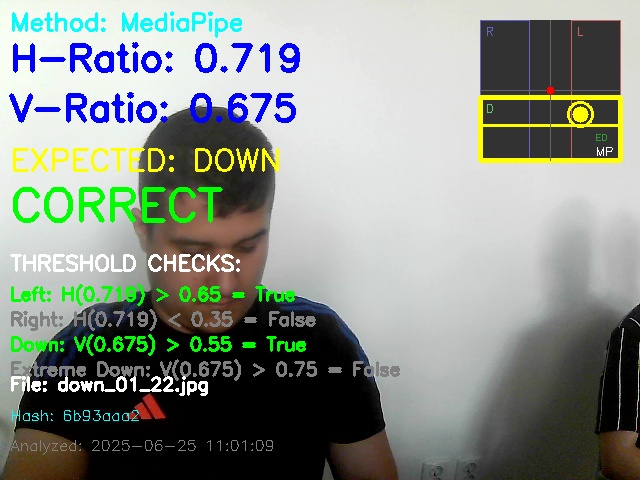 Method: MediaPipe
H-Ratio: 0.719
V-Ratio: 0.675
EXPECTED: DOWN
CORRECT
THRESHOLD CHECKS:
Left: H(0.719) > 0.65 = True
Right: H(0.719) < 0.35 = False
Down: V(0.675) > 0.55 = True
Extreme Down: V(0.675) > 0.75 = False
File: down_01_22.jpg
Hash: 6b93aaa2
Analyzed: 2025-06-25 11:01:09
R L
D
ED
MP